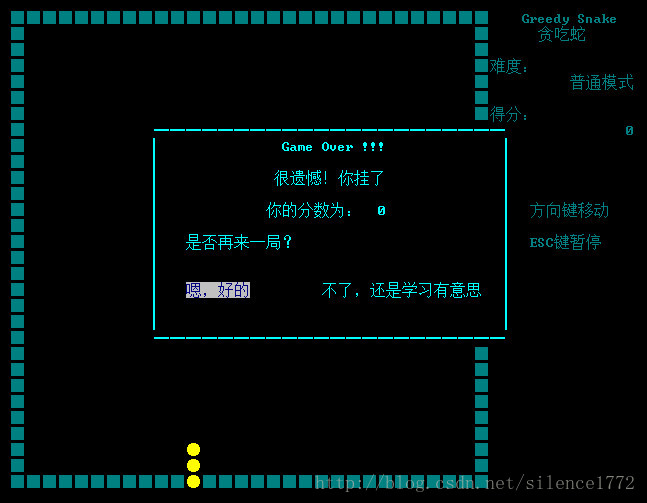 Greedy Snake
贪吃蛇
难度:
普通模式
得分:
0
Game Over !!!
很遗憾! 你挂了
你的分数为: 0
是否再来一局?
嗯, 好的
不了, 还是学习有意思
方向键移动
ESC键暂停
http://blog.csdn.net/silence1772